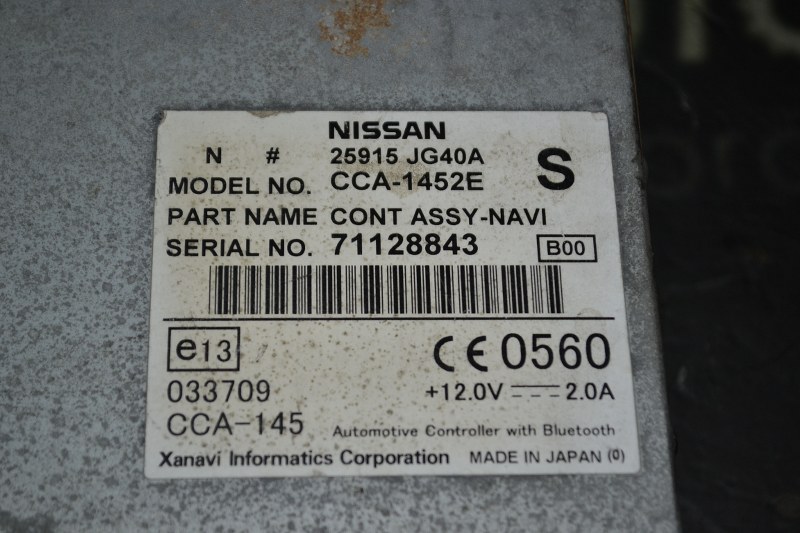 NISSAN
N # 25915 JG40A S
MODEL NO. CCA-1452E
PART NAME CONT ASSY-NAVI
SERIAL NO. 71128843 B00
e13 CE 0560
033709 +12.0V 2.0A
CCA-145 Automotive Controller with Bluetooth
Xanavi Informatics Corporation MADE IN JAPAN (0)